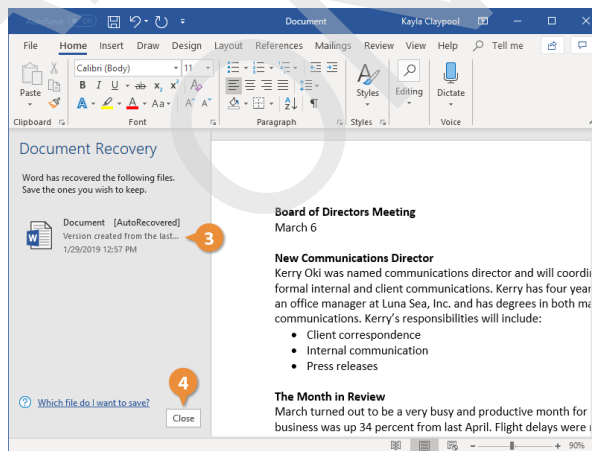 AutoSave On Document Kayla Claypool
File Home Insert Draw Design Layout References Mailings Review View Help Tell me
Calibri (Body) 11
Paste B I U ab x₂ x² A
A A Aa A A
Styles Editing Dictate
Clipboard Font Paragraph Styles Voice
Document Recovery
Word has recovered the following files.
Save the ones you wish to keep.
Document [AutoRecovered]
Version created from the last...
1/29/2019 12:57 PM
3
4
Which file do I want to save?
Close
Board of Directors Meeting
March 6
New Communications Director
Kerry Oki was named communications director and will
formal internal and client communications. Kerry has four
an office manager at Luna Sea, Inc. and has degrees in both
communications. Kerry's responsibilities will include:
• Client correspondence
• Internal communication
• Press releases
The Month in Review
March turned out to be a very busy and productive month for
business was up 34 percent from last April. Flight delays were
90%